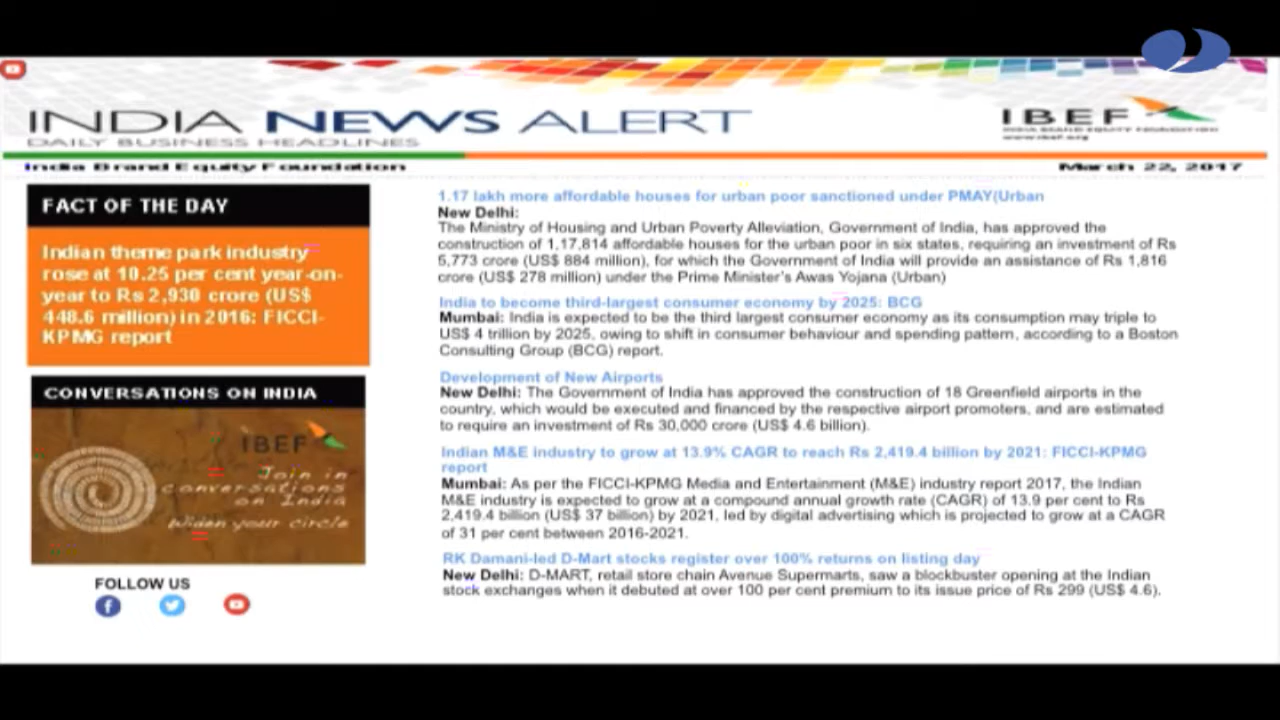 INDIA NEWS ALERT
DAILY BUSINESS HEADLINES
IBEF
INDIA BRAND EQUITY FOUNDATION
www.ibef.org
India Brand Equity Foundation
March 22, 2017
FACT OF THE DAY
Indian theme park industry
rose at 10.25 per cent year-on-
year to Rs 2,930 crore (US$
448.6 million) in 2016: FICCI-
KPMG report
CONVERSATIONS ON INDIA
IBEF
Join in
conversations
on India
Widen your circle
FOLLOW US
1.17 lakh more affordable houses for urban poor sanctioned under PMAY(Urban
New Delhi:
The Ministry of Housing and Urban Poverty Alleviation, Government of India, has approved the
construction of 1,17,814 affordable houses for the urban poor in six states, requiring an investment of Rs
5,773 crore (US$ 884 million), for which the Government of India will provide an assistance of Rs 1,816
crore (US$ 278 million) under the Prime Minister's Awas Yojana (Urban)
India to become third-largest consumer economy by 2025: BCG
Mumbai: India is expected to be the third largest consumer economy as its consumption may triple to
US$ 4 trillion by 2025, owing to shift in consumer behaviour and spending pattern, according to a Boston
Consulting Group (BCG) report.
Development of New Airports
New Delhi: The Government of India has approved the construction of 18 Greenfield airports in the
country, which would be executed and financed by the respective airport promoters, and are estimated
to require an investment of Rs 30,000 crore (US$ 4.6 billion).
Indian M&E industry to grow at 13.9% CAGR to reach Rs 2,419.4 billion by 2021: FICCI-KPMG
report
Mumbai: As per the FICCI-KPMG Media and Entertainment (M&E) industry report 2017, the Indian
M&E industry is expected to grow at a compound annual growth rate (CAGR) of 13.9 per cent to Rs
2,419.4 billion (US$ 37 billion) by 2021, led by digital advertising which is projected to grow at a CAGR
of 31 per cent between 2016-2021.
RK Damani-led D-Mart stocks register over 100% returns on listing day
New Delhi: D-MART, retail store chain Avenue Supermarts, saw a blockbuster opening at the Indian
stock exchanges when it debuted at over 100 per cent premium to its issue price of Rs 299 (US$ 4.6).